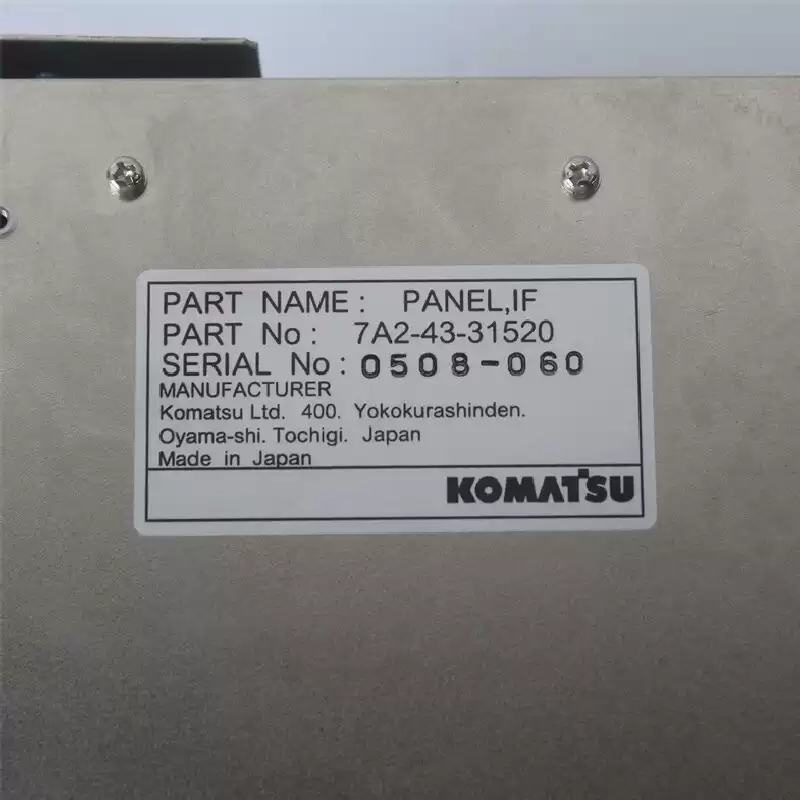 PART NAME : PANEL,IF
PART No : 7A2-43-31520
SERIAL No : 0508-060
MANUFACTURER
Komatsu Ltd. 400. Yokokurashinden.
Oyama-shi. Tochigi. Japan
Made in Japan
KOMATSU